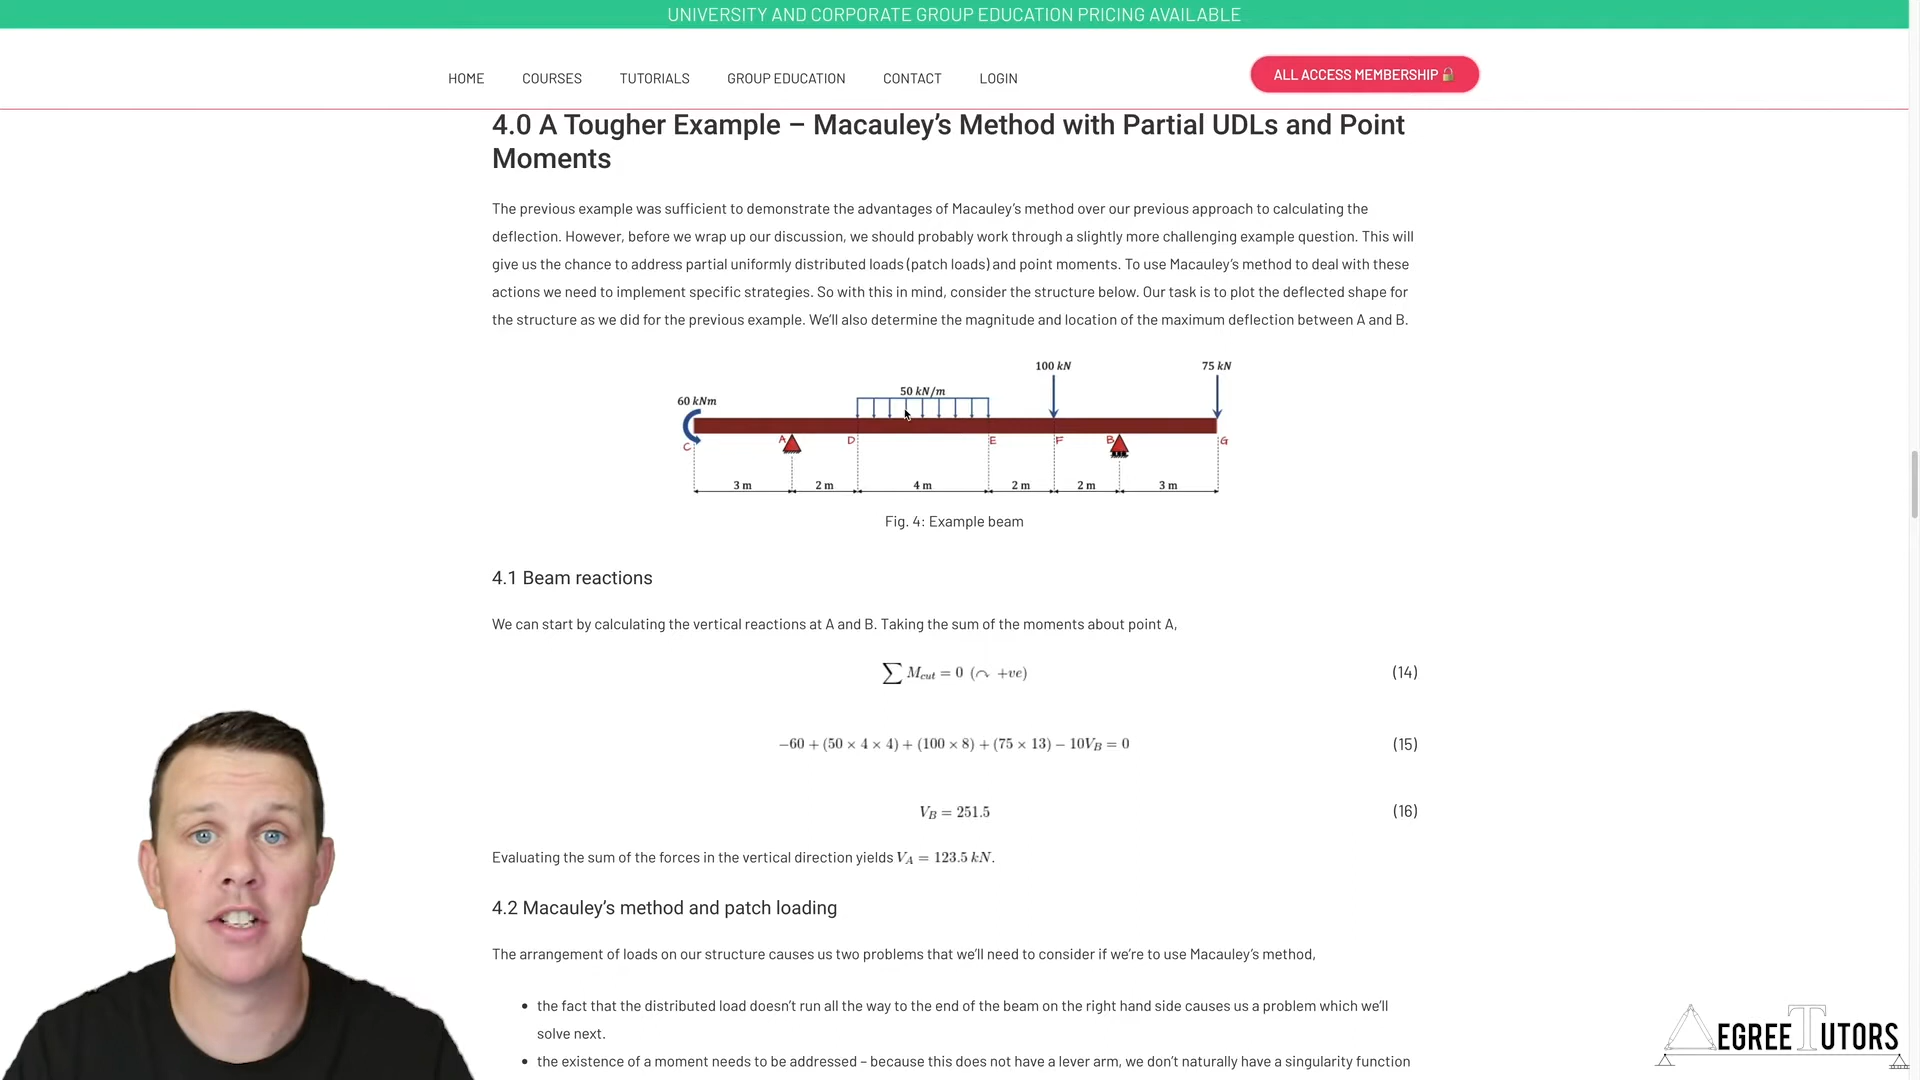 UNIVERSITY AND CORPORATE GROUP EDUCATION PRICING AVAILABLE
HOME COURSES TUTORIALS GROUP EDUCATION CONTACT LOGIN ALL ACCESS MEMBERSHIP
4.0 A Tougher Example – Macauley’s Method with Partial UDLs and Point
Moments
The previous example was sufficient to demonstrate the advantages of Macauley’s method over our previous approach to calculating the
deflection. However, before we wrap up our discussion, we should probably work through a slightly more challenging example question. This will
give us the chance to address partial uniformly distributed loads (patch loads) and point moments. To use Macauley’s method to deal with these
actions we need to implement specific strategies. So with this in mind, consider the structure below. Our task is to plot the deflected shape for
the structure as we did for the previous example. We’ll also determine the magnitude and location of the maximum deflection between A and B.
100 kN 75 kN
50 kN/m
60 kNm
C A D E F B G
3 m 2 m 4 m 2 m 2 m 3 m
Fig. 4: Example beam
4.1 Beam reactions
We can start by calculating the vertical reactions at A and B. Taking the sum of the moments about point A,
∑ M_cut = 0 (↷ +ve) (14)
−60 + (50 × 4 × 4) + (100 × 8) + (75 × 13) − 10V_B = 0 (15)
V_B = 251.5 (16)
Evaluating the sum of the forces in the vertical direction yields V_A = 123.5 kN.
4.2 Macauley’s method and patch loading
The arrangement of loads on our structure causes us two problems that we’ll need to consider if we’re to use Macauley’s method,
• the fact that the distributed load doesn’t run all the way to the end of the beam on the right hand side causes us a problem which we’ll
solve next.
• the existence of a moment needs to be addressed – because this does not have a lever arm, we don’t naturally have a singularity function
DEGREE TUTORS